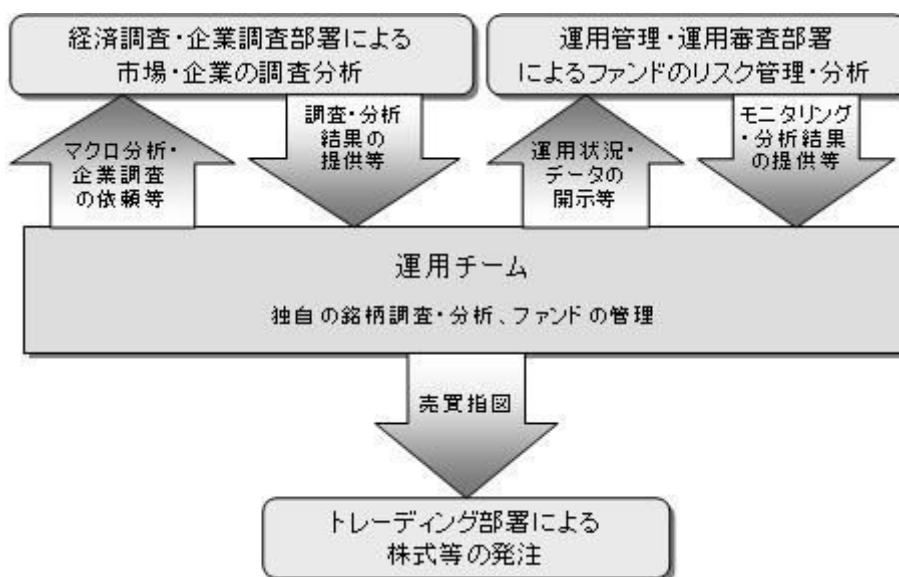 経済調査・企業調査部署による
市場・企業の調査分析
運用管理・運用審査部署
によるファンドのリスク管理・分析
マクロ分析・
企業調査
の依頼等
調査・分析
結果の
提供等
運用状況・
データの
開示等
モニタリング
・分析結果
の提供等
運用チーム
独自の銘柄調査・分析、ファンドの管理
売買指図
トレーディング部署による
株式等の発注